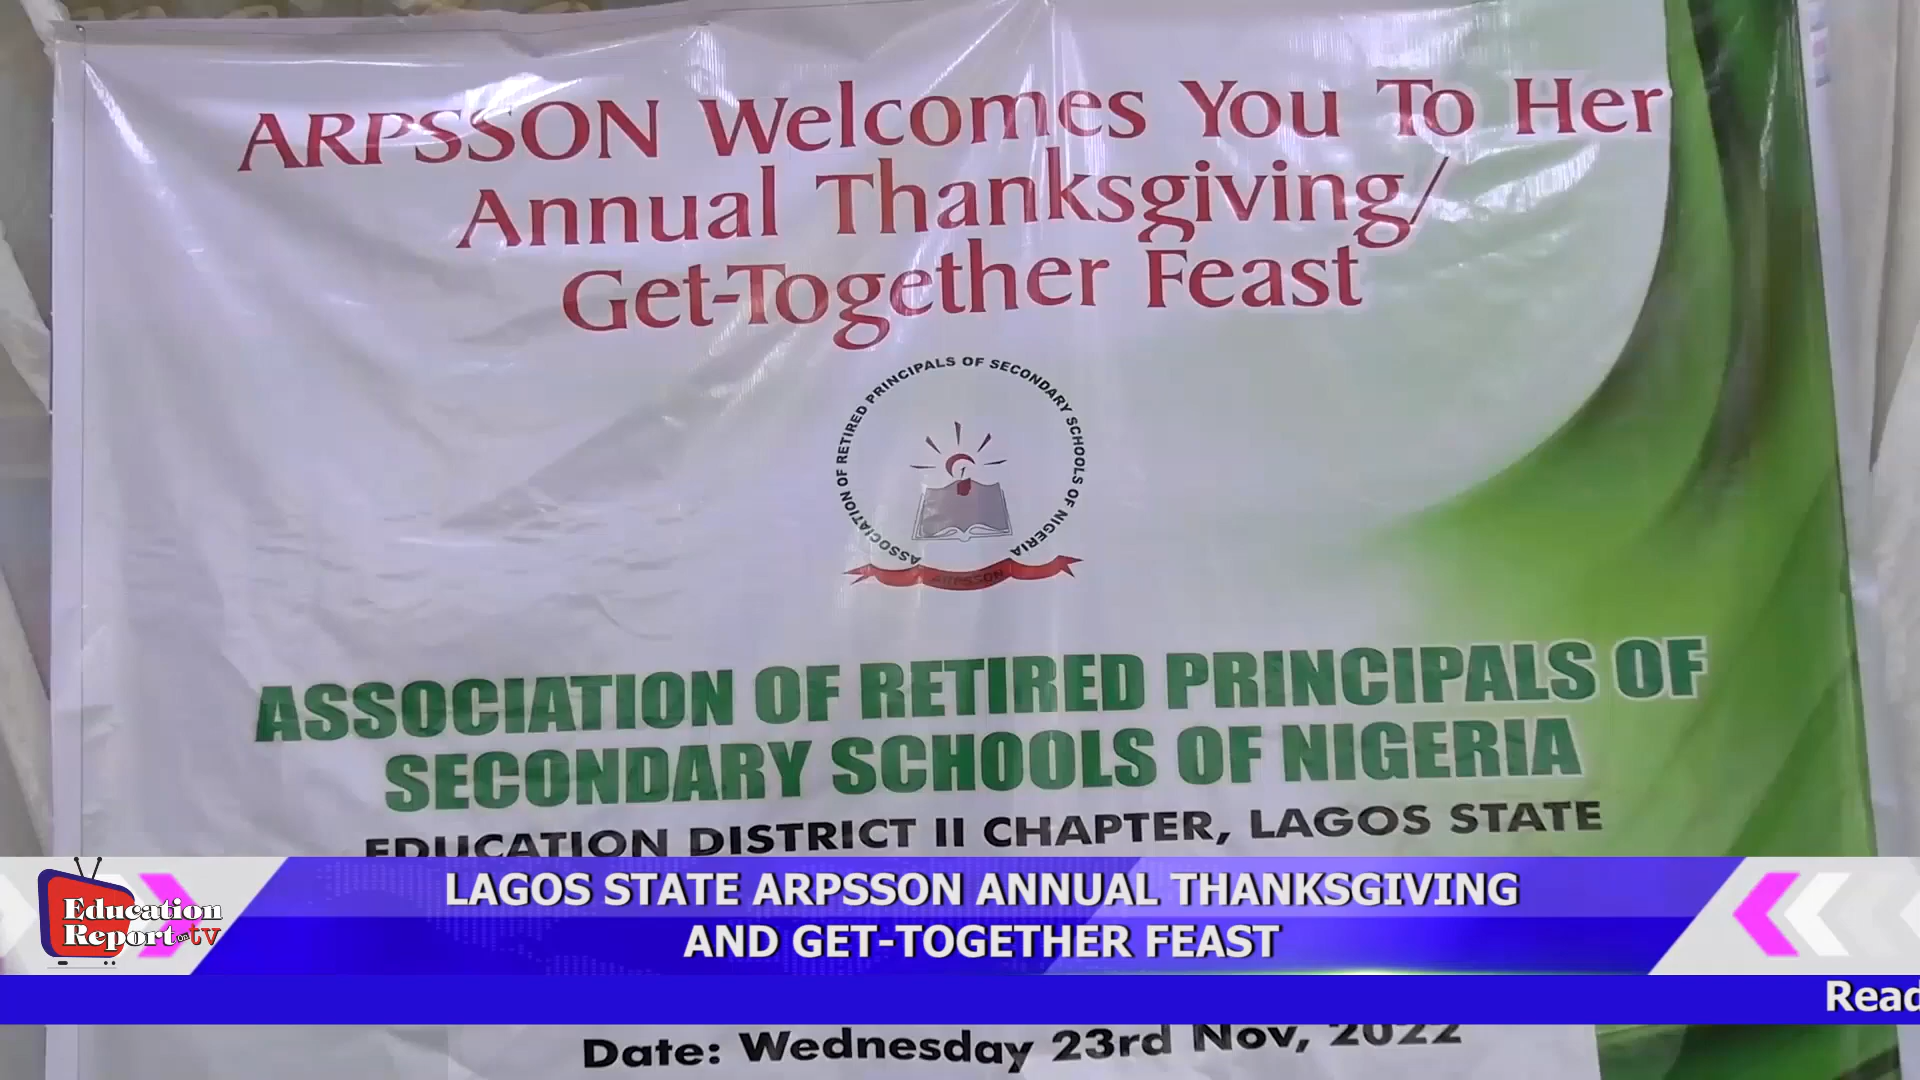 ARPSSON Welcomes You To Her
Annual Thanksgiving/
Get-Together Feast
ASSOCIATION OF RETIRED PRINCIPALS OF SECONDARY SCHOOLS OF NIGERIA
ARPSSON
ASSOCIATION OF RETIRED PRINCIPALS OF
SECONDARY SCHOOLS OF NIGERIA
EDUCATION DISTRICT II CHAPTER, LAGOS STATE
LAGOS STATE ARPSSON ANNUAL THANKSGIVING
AND GET-TOGETHER FEAST
Education
Report on tv
Read
Date: Wednesday 23rd Nov, 2022